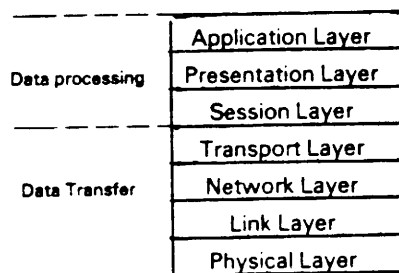 Application Layer
Data processing Presentation Layer
Session Layer
Transport Layer
Data Transfer Network Layer
Link Layer
Physical Layer